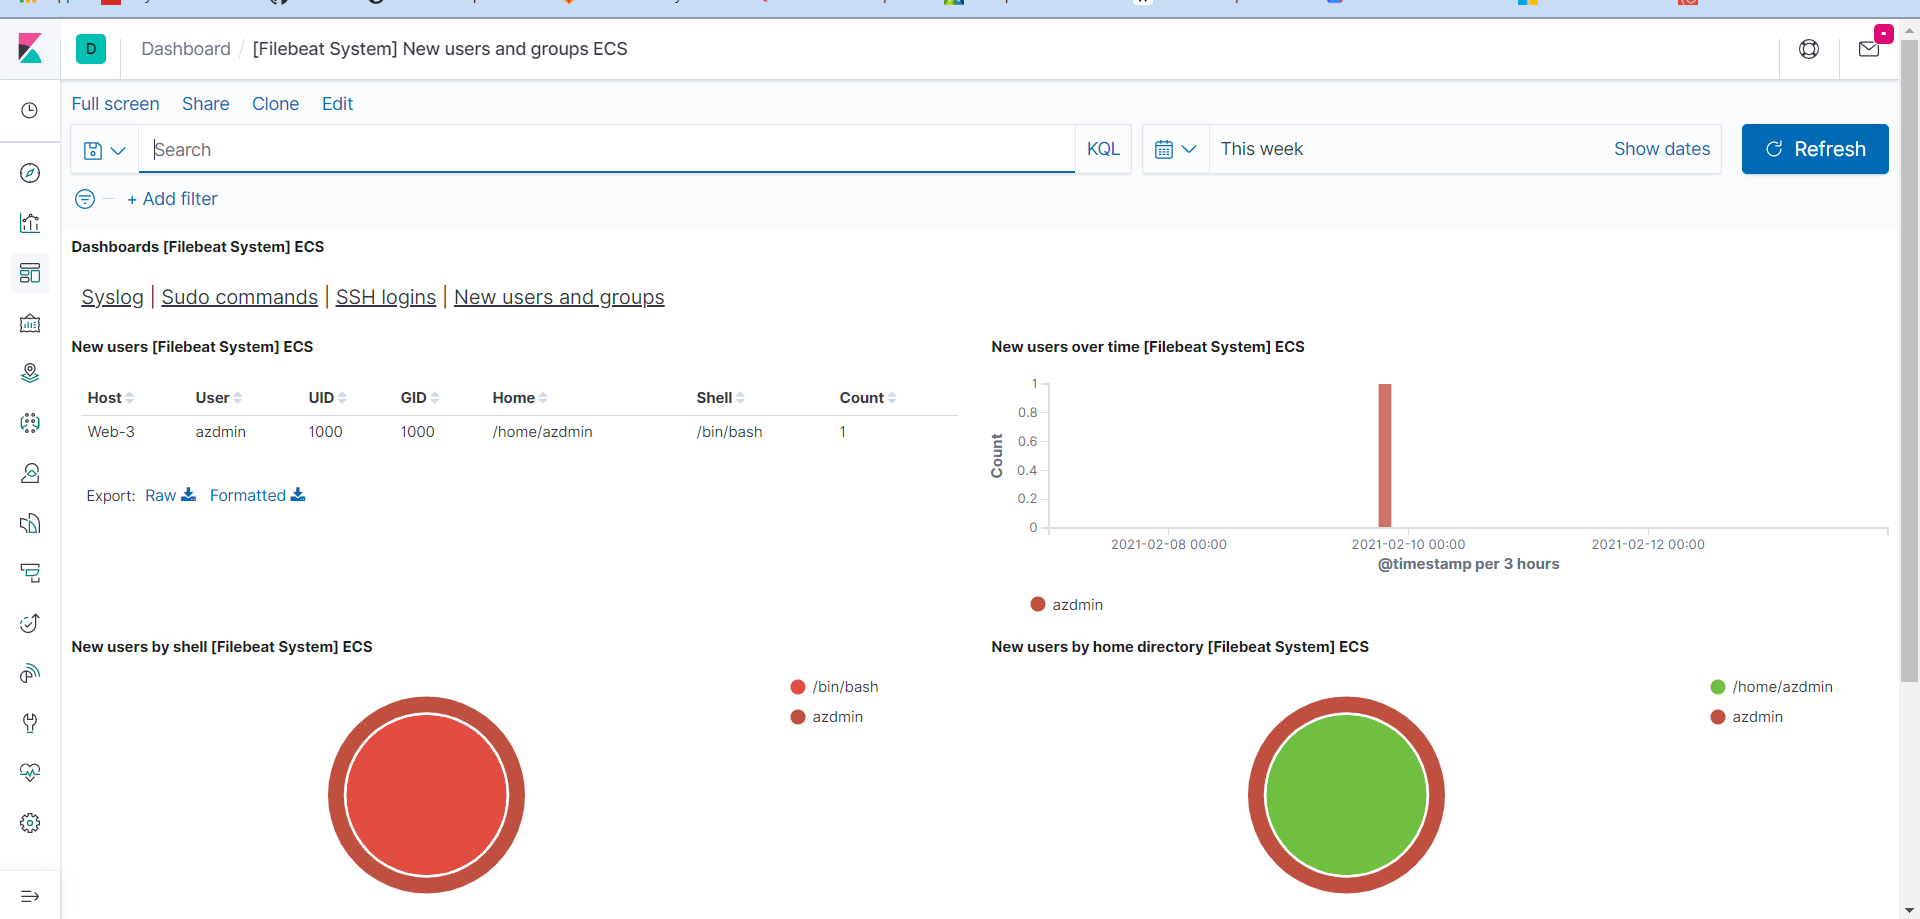 D Dashboard / [Filebeat System] New users and groups ECS
Full screen Share Clone Edit
Search KQL This week Show dates Refresh
+ Add filter
Dashboards [Filebeat System] ECS
Syslog | Sudo commands | SSH logins | New users and groups
New users [Filebeat System] ECS
Host User UID GID Home Shell Count
Web-3 azdmin 1000 1000 /home/azdmin /bin/bash 1
Export: Raw Formatted
New users over time [Filebeat System] ECS
1
0.8
0.6
0.4
0.2
0
Count
2021-02-08 00:00 2021-02-10 00:00 2021-02-12 00:00
@timestamp per 3 hours
azdmin
New users by shell [Filebeat System] ECS
/bin/bash
azdmin
New users by home directory [Filebeat System] ECS
/home/azdmin
azdmin